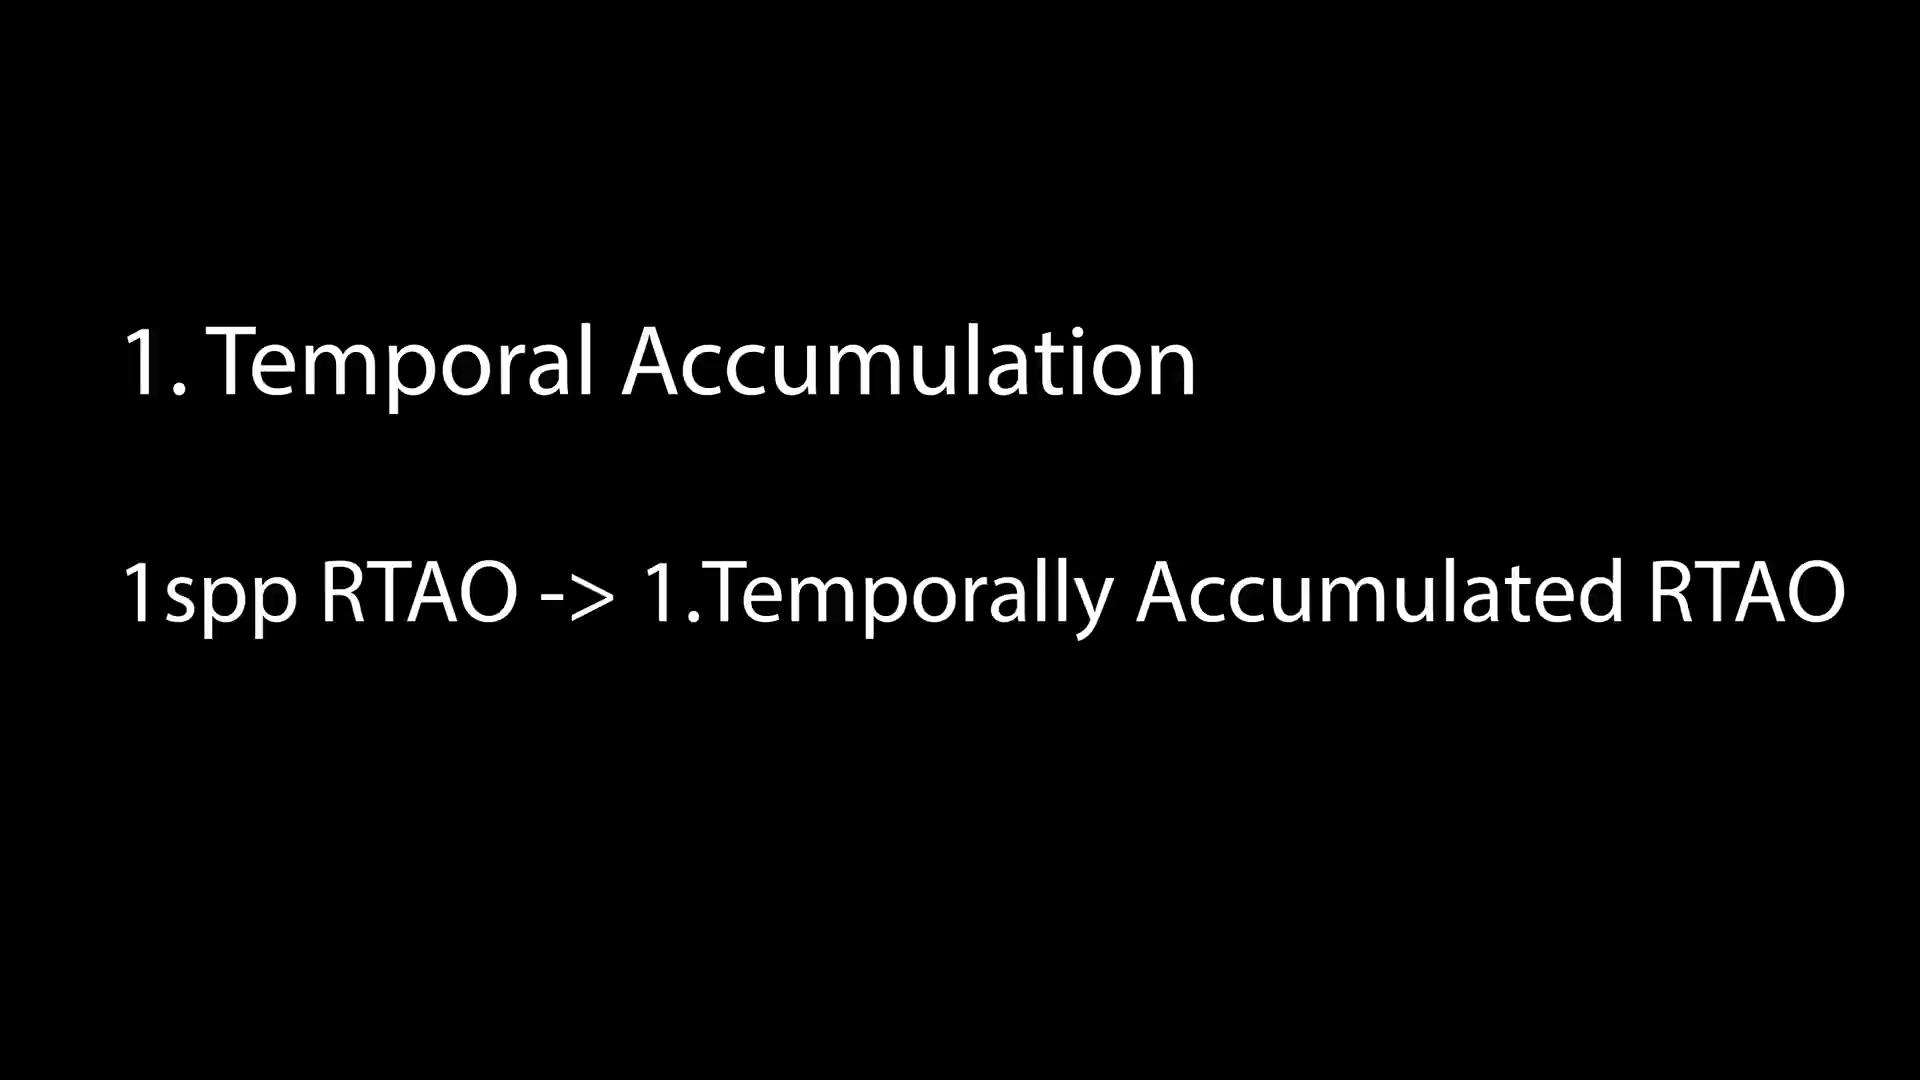 1. Temporal Accumulation
1spp RTAO -> 1.Temporally Accumulated RTAO